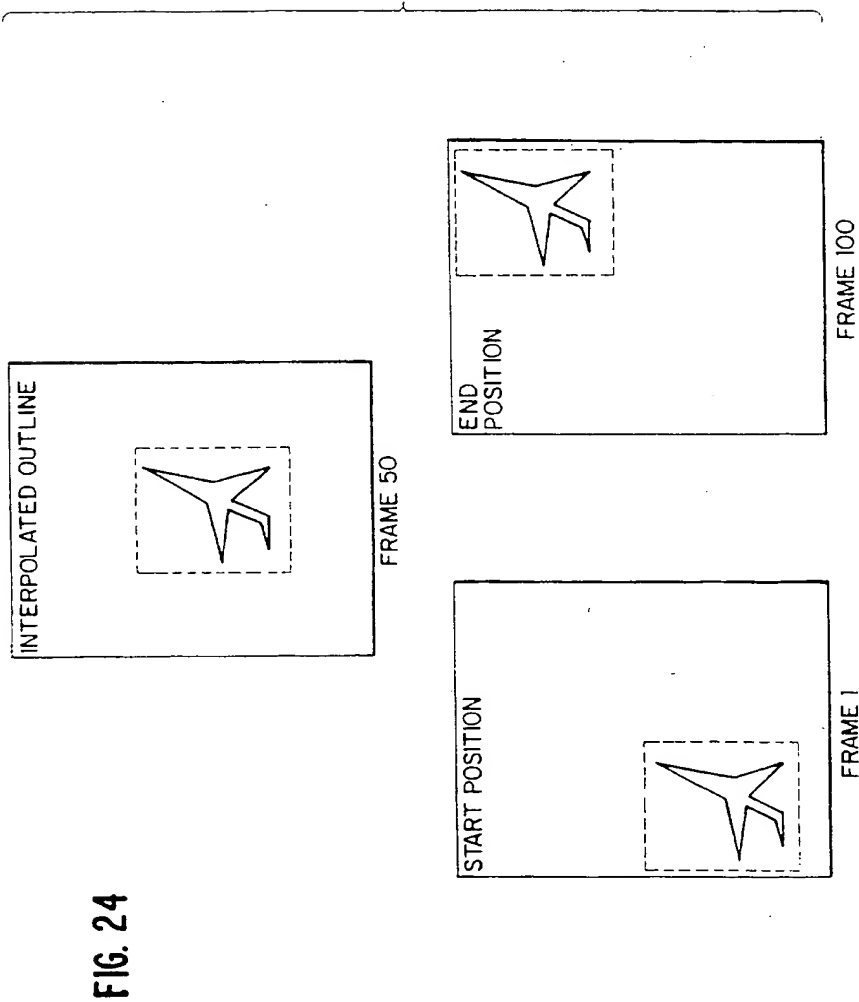 FIG. 24
INTERPOLATED OUTLINE
FRAME 50
START POSITION
FRAME 1
END
POSITION
FRAME 100